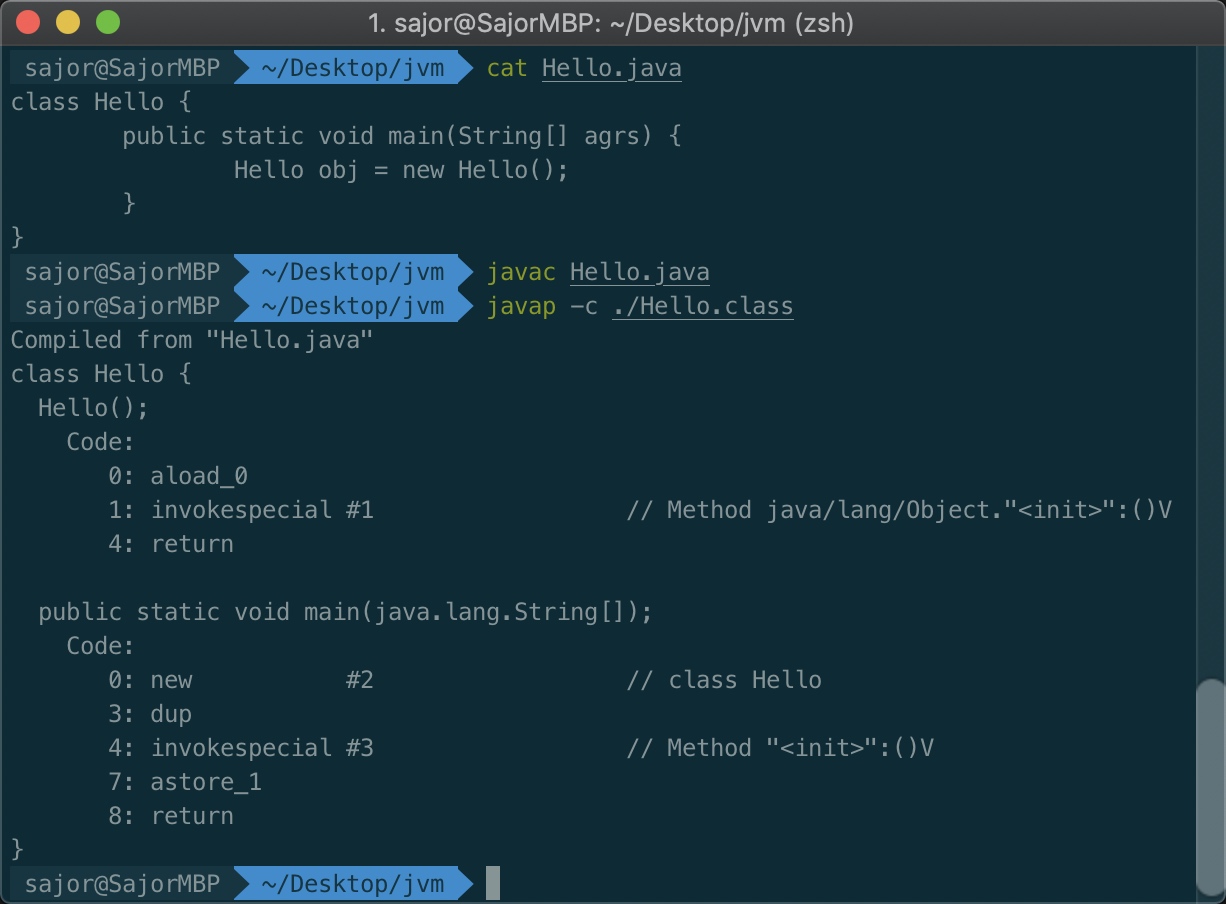 1. sajor@SajorMBP: ~/Desktop/jvm (zsh)
sajor@SajorMBP ~/Desktop/jvm cat Hello.java
class Hello {
        public static void main(String[] agrs) {
                Hello obj = new Hello();
        }
}
sajor@SajorMBP ~/Desktop/jvm javac Hello.java
sajor@SajorMBP ~/Desktop/jvm javap -c ./Hello.class
Compiled from "Hello.java"
class Hello {
  Hello();
    Code:
       0: aload_0
       1: invokespecial #1                  // Method java/lang/Object."<init>":()V
       4: return

  public static void main(java.lang.String[]);
    Code:
       0: new           #2                  // class Hello
       3: dup
       4: invokespecial #3                  // Method "<init>":()V
       7: astore_1
       8: return
}
sajor@SajorMBP ~/Desktop/jvm